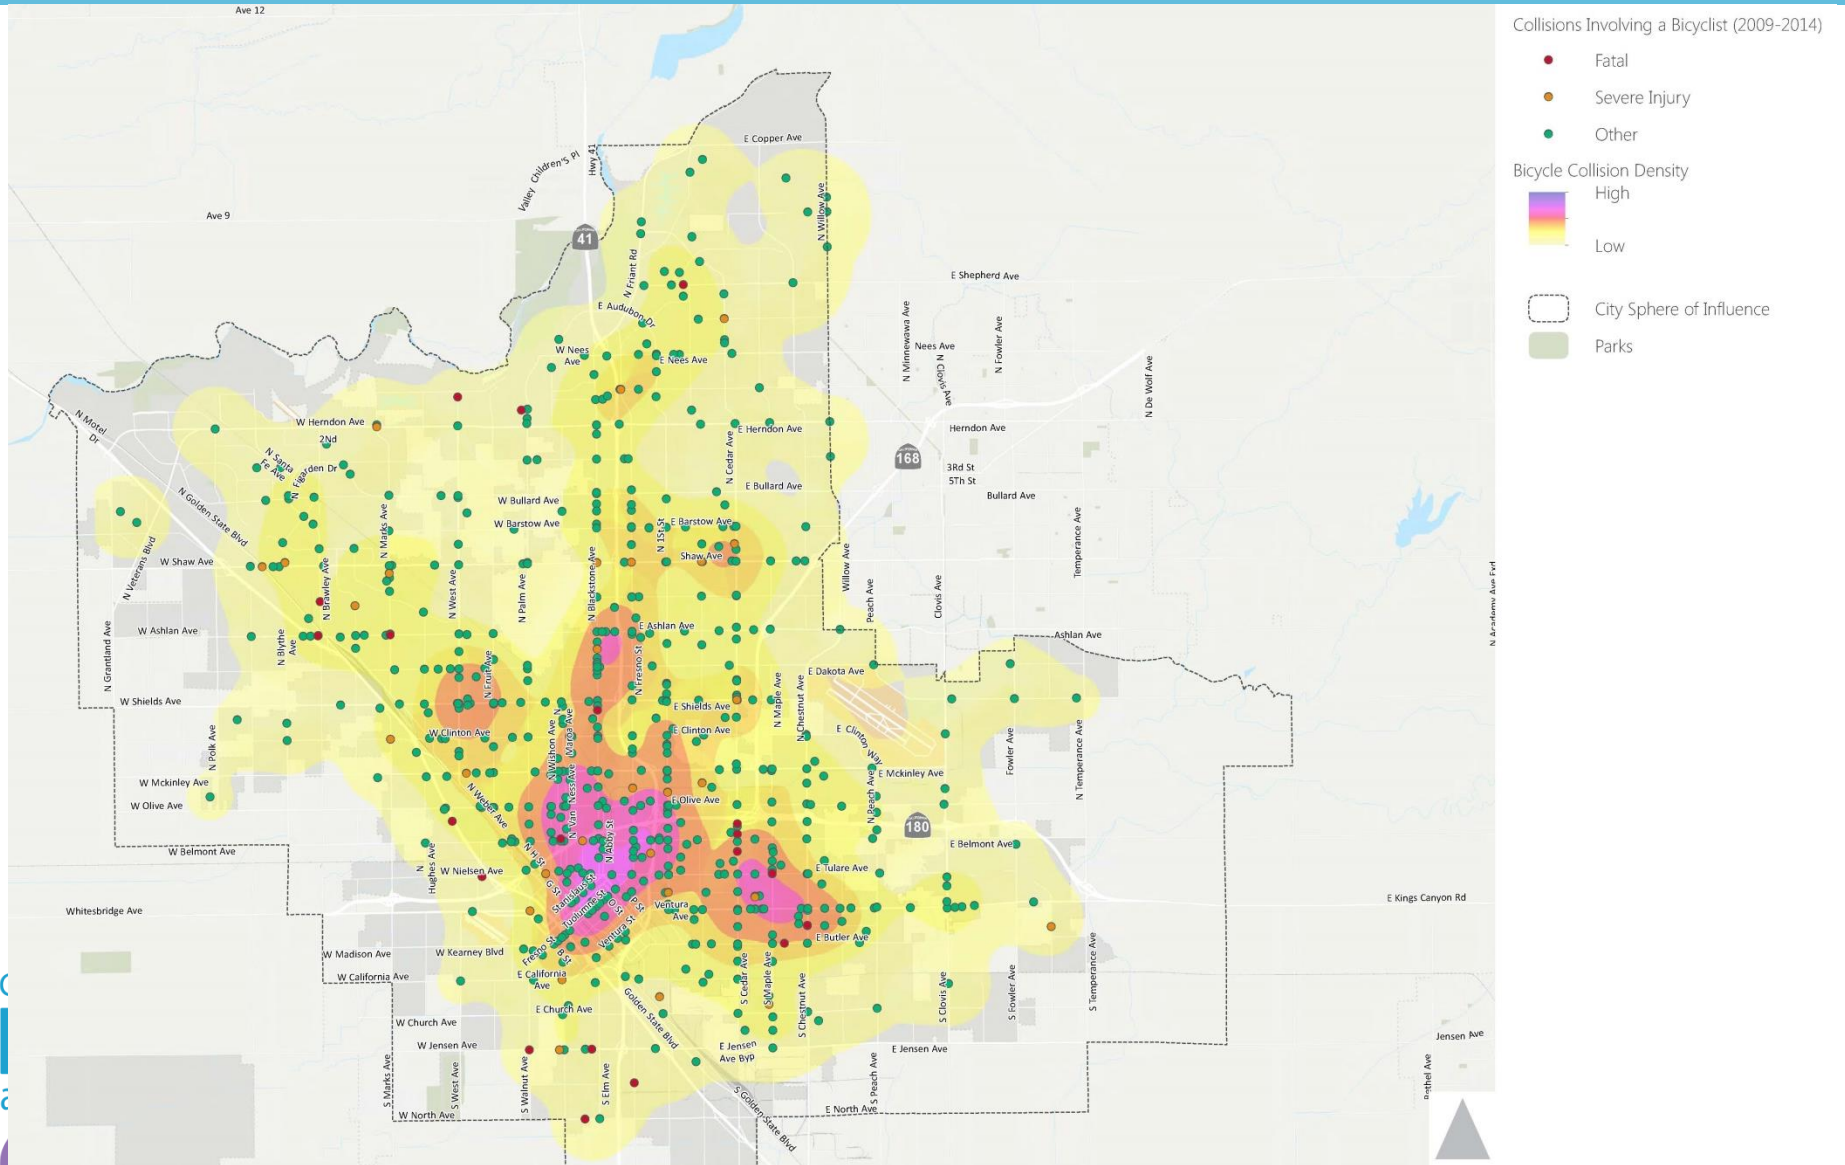 Ave 12
Collisions Involving a Bicyclist (2009-2014)
Fatal
Severe Injury
Other
Bicycle Collision Density
High
Low
City Sphere of Influence
Parks
E Copper Ave
Valley Children's Pl
Hwy 41
Ave 9
N Willow Ave
41
N Friant Rd
E Shepherd Ave
E Audubon Dr
N Minnewawa Ave
Nees Ave
N Fowler Ave
N Clovis Ave
N De Wolf Ave
W Nees
Ave
E Nees Ave
N Motel
Dr
W Herndon Ave
2Nd
E Herndon Ave
Herndon Ave
N Cedar Ave
168
N Santa
Fe Ave
N Figarden Dr
3Rd St
5Th St
N Golden State Blvd
W Bullard Ave
E Bullard Ave
Bullard Ave
W Barstow Ave
N 1St St
E Barstow Ave
N Marks Ave
Temperance Ave
N Veterans Blvd
W Shaw Ave
Shaw Ave
N Brawley Ave
N West Ave
N Palm Ave
N Blackstone Ave
Willow Ave
Peach Ave
Clovis Ave
N Academy Ave Exd
W Ashlan Ave
E Ashlan Ave
Ashlan Ave
N Grantland Ave
N Blythe
Ave
N Fruit Ave
N Fresno St
E Dakota Ave
W Shields Ave
E Shields Ave
N Maple Ave
N Chestnut Ave
N Polk Ave
W Clinton Ave
N Wishon Ave
N
Maroa Ave
E Clinton Ave
E Clinton Way
Fowler Ave
N Temperance Ave
W Mckinley Ave
E Mckinley Ave
W Olive Ave
N Weber Ave
N Van Ness Ave
E Olive Ave
N Peach Ave
180
W Belmont Ave
N Abby St
E Belmont Ave
N
Hughes Ave
W Nielsen Ave
N H St
G St
E Tulare Ave
Whitesbridge Ave
Stanislaus St
Tuolumne St
O St
P St
Ventura
Ave
E Kings Canyon Rd
Ventura St
E Butler Ave
W Madison Ave
W Kearney Blvd
Fresno St
B St
W California Ave
E California
Ave
S Cedar Ave
S Maple Ave
S Chestnut Ave
S Clovis Ave
S Fowler Ave
S Temperance Ave
W Church Ave
E Church Ave
Golden State Blvd
W Jensen Ave
E Jensen
Ave Byp
E Jensen Ave
Jensen Ave
S Marks Ave
S West Ave
S Walnut Ave
S Elm Ave
S Peach Ave
W North Ave
S Golden State Blvd
E North Ave